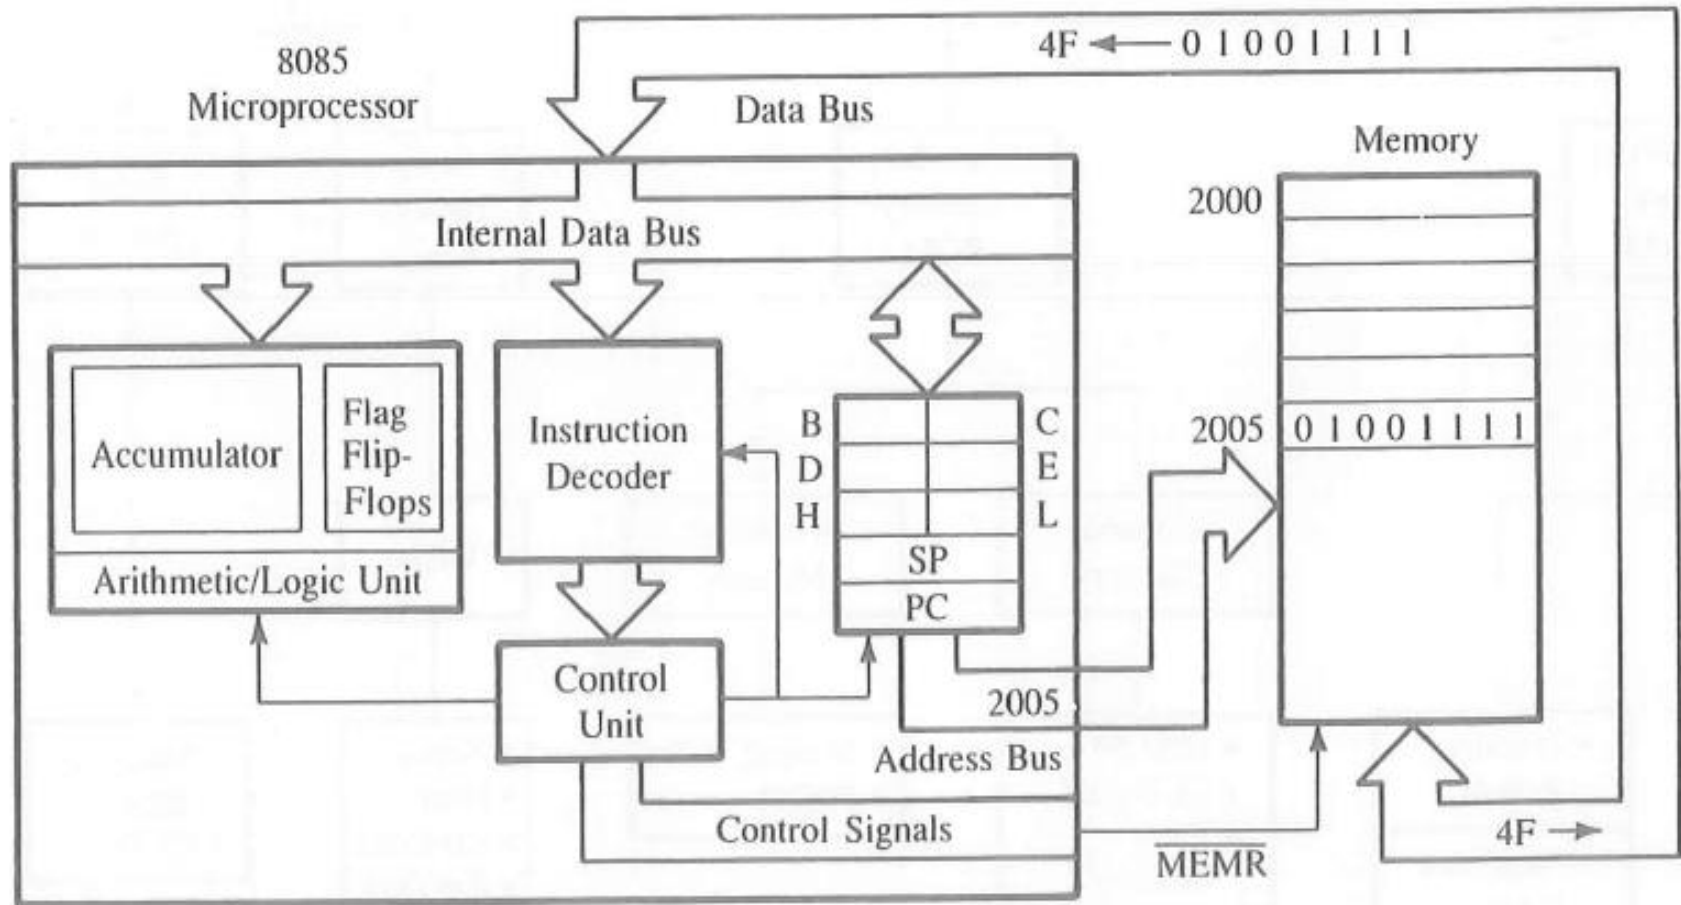 4F 0 1 0 0 1 1 1 1
8085
Microprocessor
Data Bus
Memory
2000
Internal Data Bus
Accumulator
Flag
Flip-
Flops
Arithmetic/Logic Unit
Instruction
Decoder
B C
D E
H L
SP
PC
2005 0 1 0 0 1 1 1 1
Control
Unit
2005
Address Bus
Control Signals
MEMR
4F